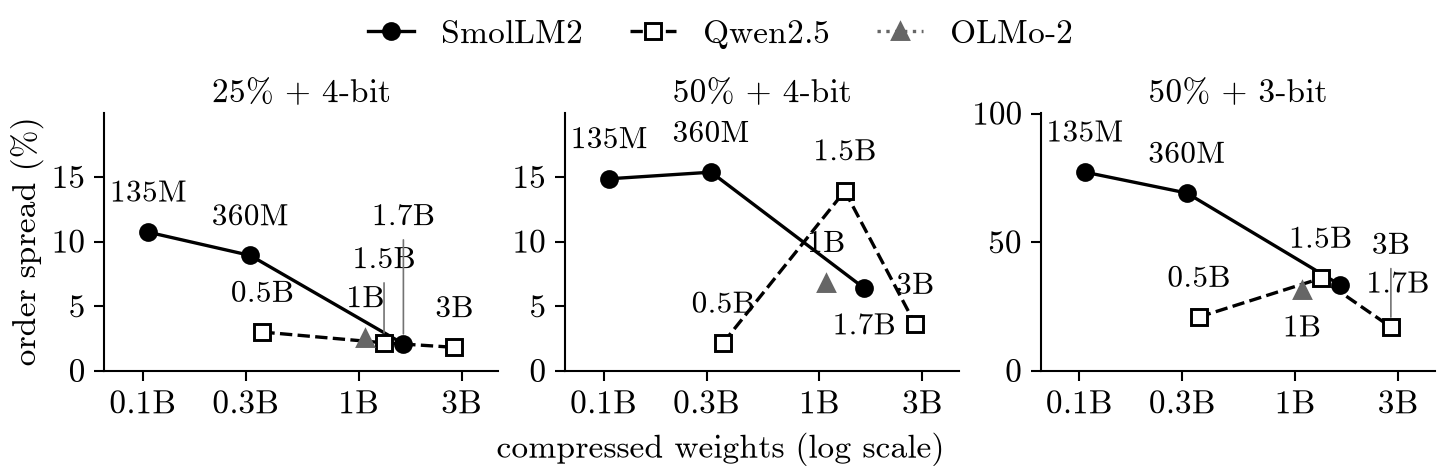 SmolLM2 Qwen2.5 OLMo-2
25% + 4-bit
order spread (%)
15
10
5
0
135M
360M
1.7B
1.5B
0.5B
1B
3B
0.1B 0.3B 1B 3B
50% + 4-bit
15
10
5
0
135M
360M
1.5B
1B
0.5B
3B
1.7B
0.1B 0.3B 1B 3B
50% + 3-bit
100
50
0
135M
360M
1.5B
3B
0.5B
1.7B
1B
0.1B 0.3B 1B 3B
compressed weights (log scale)